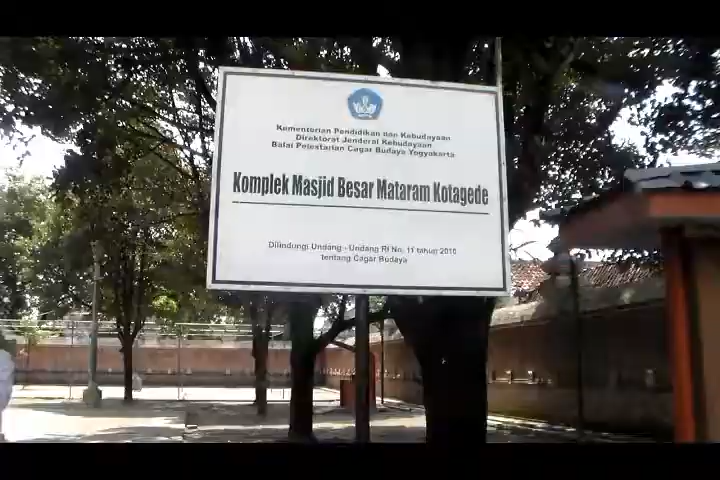 Kementerian Pendidikan dan Kebudayaan
Direktorat Jenderal Kebudayaan
Balai Pelestarian Cagar Budaya Yogyakarta
Komplek Masjid Besar Mataram Kotagede
Dilindungi Undang - Undang RI No. 11 tahun 2010
tentang Cagar Budaya